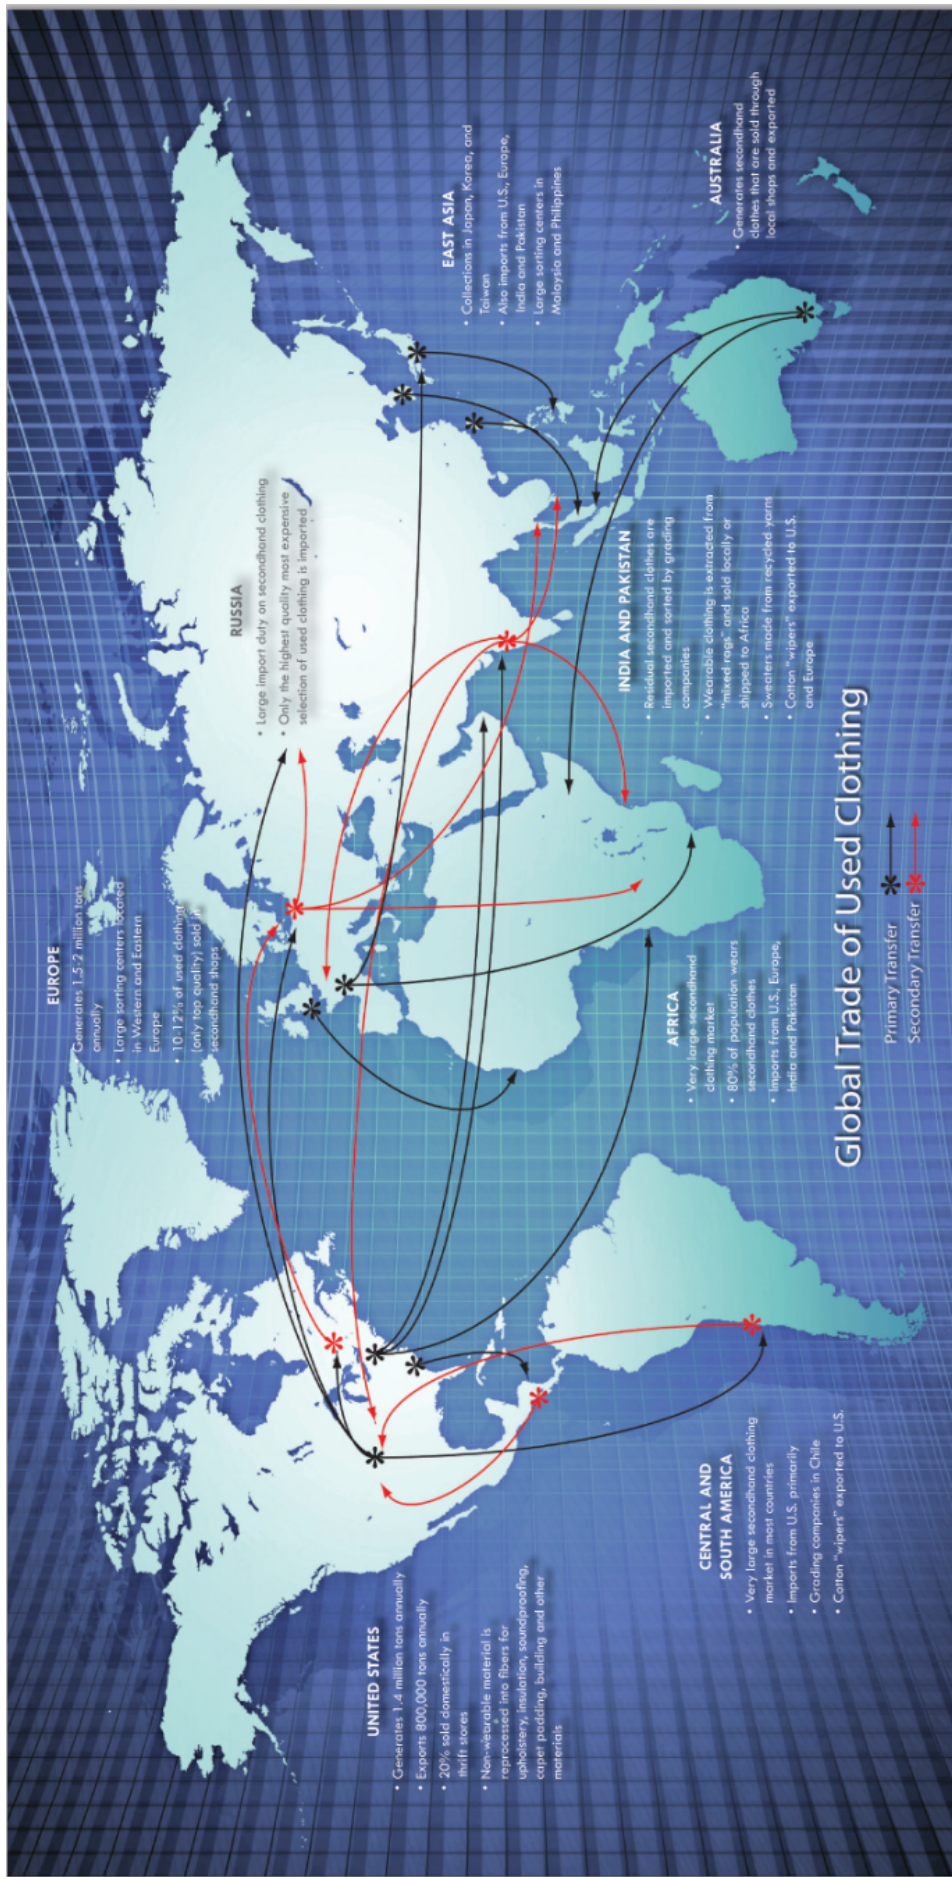 EUROPE
Generates 1.5-2 million tons
annually
• Large sorting centers located
in Western and Eastern
Europe
• 10-12% of used clothing
(only top quality) sold in
secondhand shops
RUSSIA
• Large import duty on secondhand clothing
• Only the highest quality most expensive
selection of used clothing is imported
EAST ASIA
• Collections in Japan, Korea, and
Taiwan
• Also imports from U.S., Europe,
India and Pakistan
• Large sorting centers in
Malaysia and Philippines
UNITED STATES
• Generates 1.4 million tons annually
• Exports 800,000 tons annually
• 20% sold domestically in
thrift stores
• Non-wearable material is
reprocessed into fibers for
upholstery, insulation, soundproofing,
capet padding, building and other
materials
CENTRAL AND
SOUTH AMERICA
• Very large secondhand clothing
market in most countries
• Imports from U.S. primarily
• Grading companies in Chile
• Cotton "wipers" exported to U.S.
AFRICA
• Very large secondhand
clothing market
• 80% of population wears
secondhand clothes
• Imports from U.S., Europe,
India and Pakistan
INDIA AND PAKISTAN
• Residual secondhand clothes are
imported and sorted by grading
companies
• Wearable clothing is extracted from
"mixed rags" and sold locally or
shipped to Africa
• Sweaters made from recycled yarns
• Cotton "wipers" exported to U.S.
and Europe
AUSTRALIA
• Generates secondhand
clothes that are sold through
local shops and exported
Global Trade of Used Clothing
Primary Transfer
Secondary Transfer